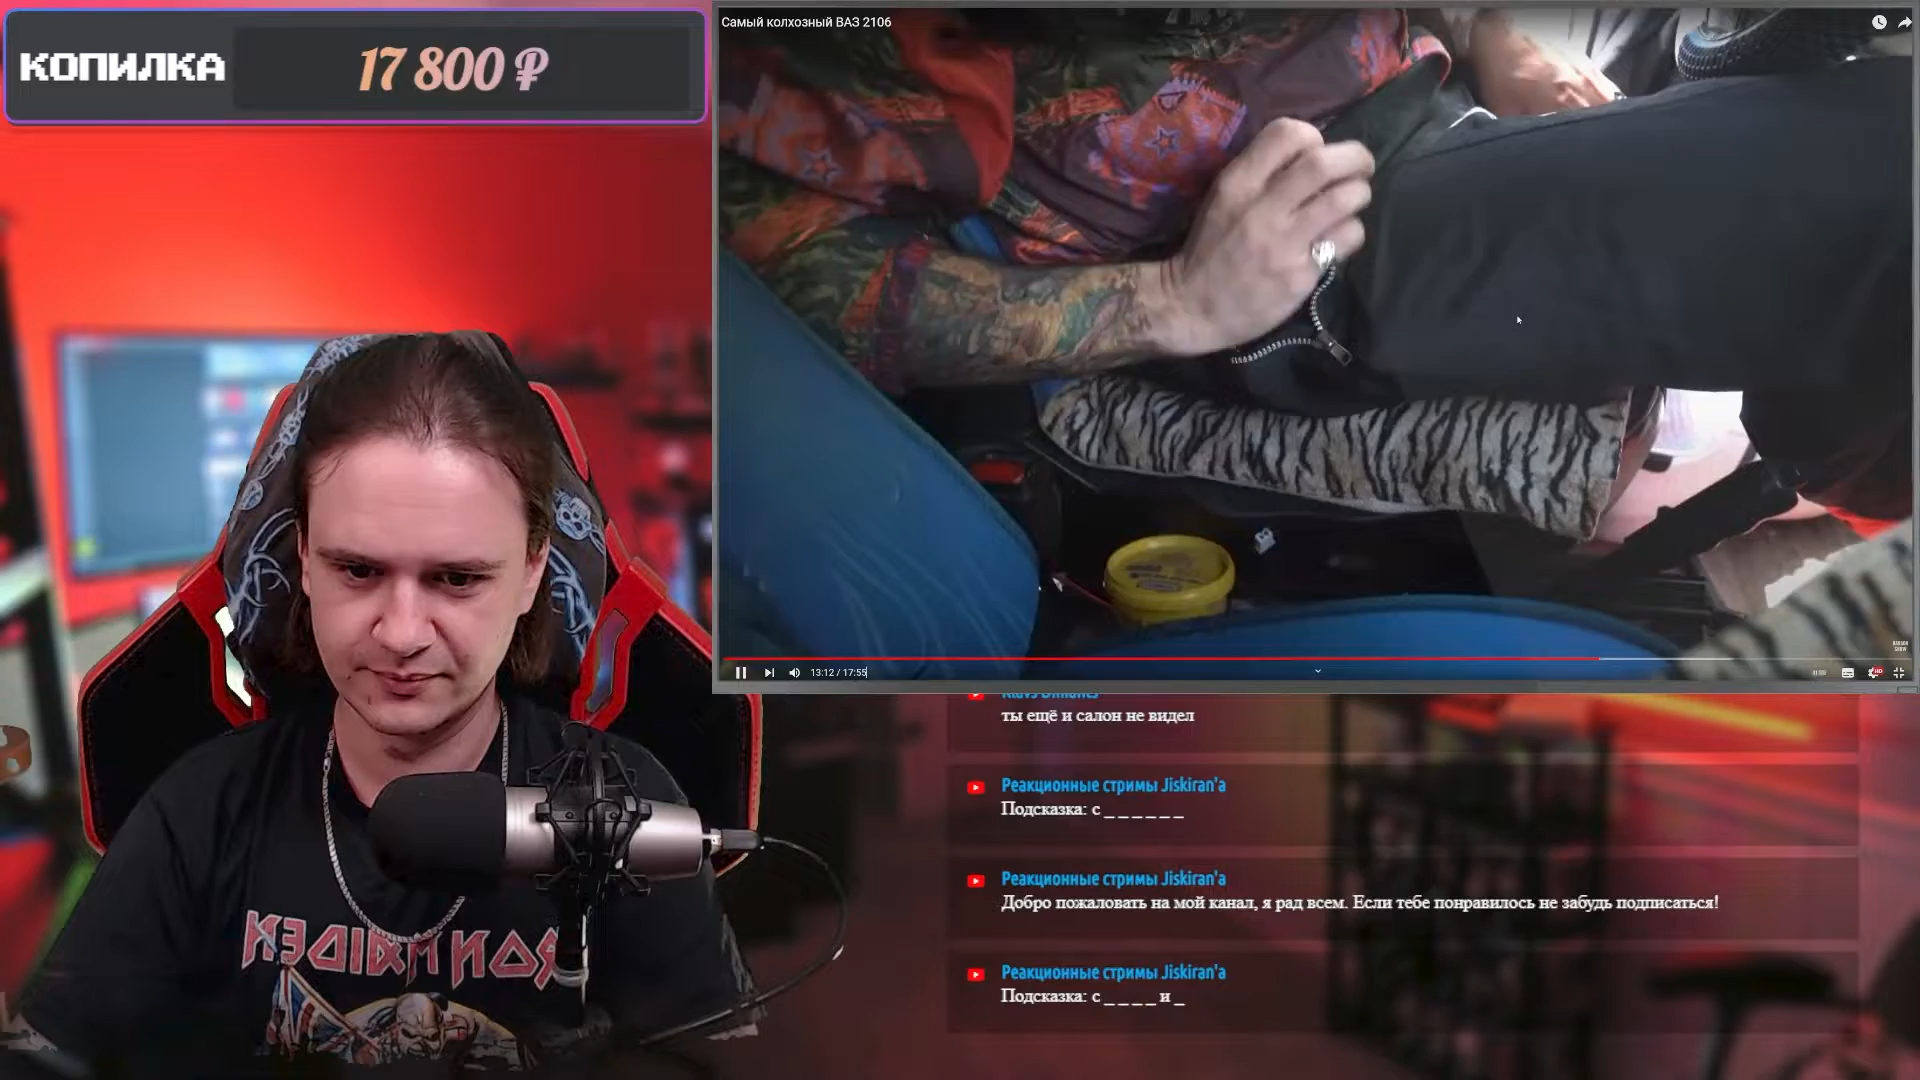 КОПИЛКА
17 800 ₽
Самый колхозный ВАЗ 2106
13:12 / 17:55
ты ещё и салон не видел
Реакционные стримы Jiskiran'a
Подсказка: с _ _ _ _ _ _
Реакционные стримы Jiskiran'a
Добро пожаловать на мой канал, я рад всем. Если тебе понравилось не забудь подписаться!
Реакционные стримы Jiskiran'a
Подсказка: с _ _ _ _ и _